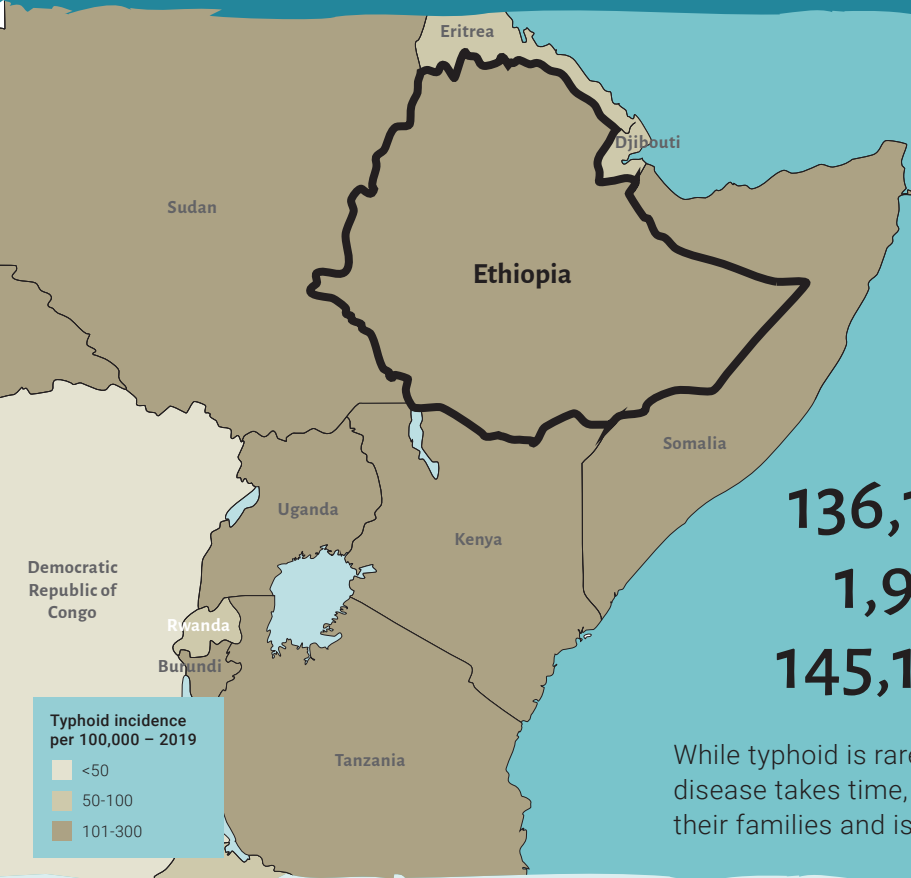 Eritrea
Djibouti
Sudan
Ethiopia
Somalia
Uganda
Kenya
Democratic
Republic of
Congo
Rwanda
Burundi
Tanzania
Typhoid incidence
per 100,000 – 2019
<50
50-100
101-300
136,1
1,9
145,1
While typhoid is rare
disease takes time,
their families and is